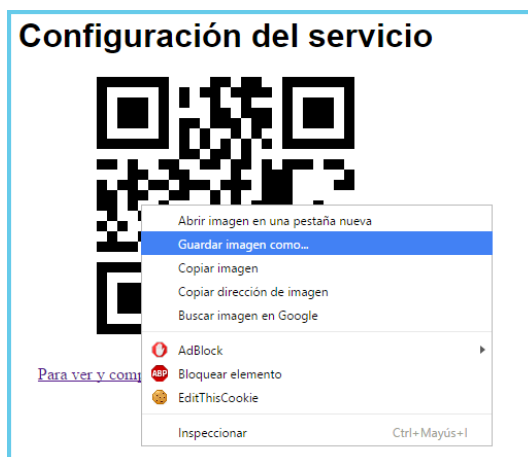 Configuración del servicio
Abrir imagen en una pestaña nueva
Guardar imagen como...
Copiar imagen
Copiar dirección de imagen
Buscar imagen en Google
AdBlock
Para ver y
ABP Bloquear elemento
EditThisCookie
Inspeccionar Ctrl+Mayús+I